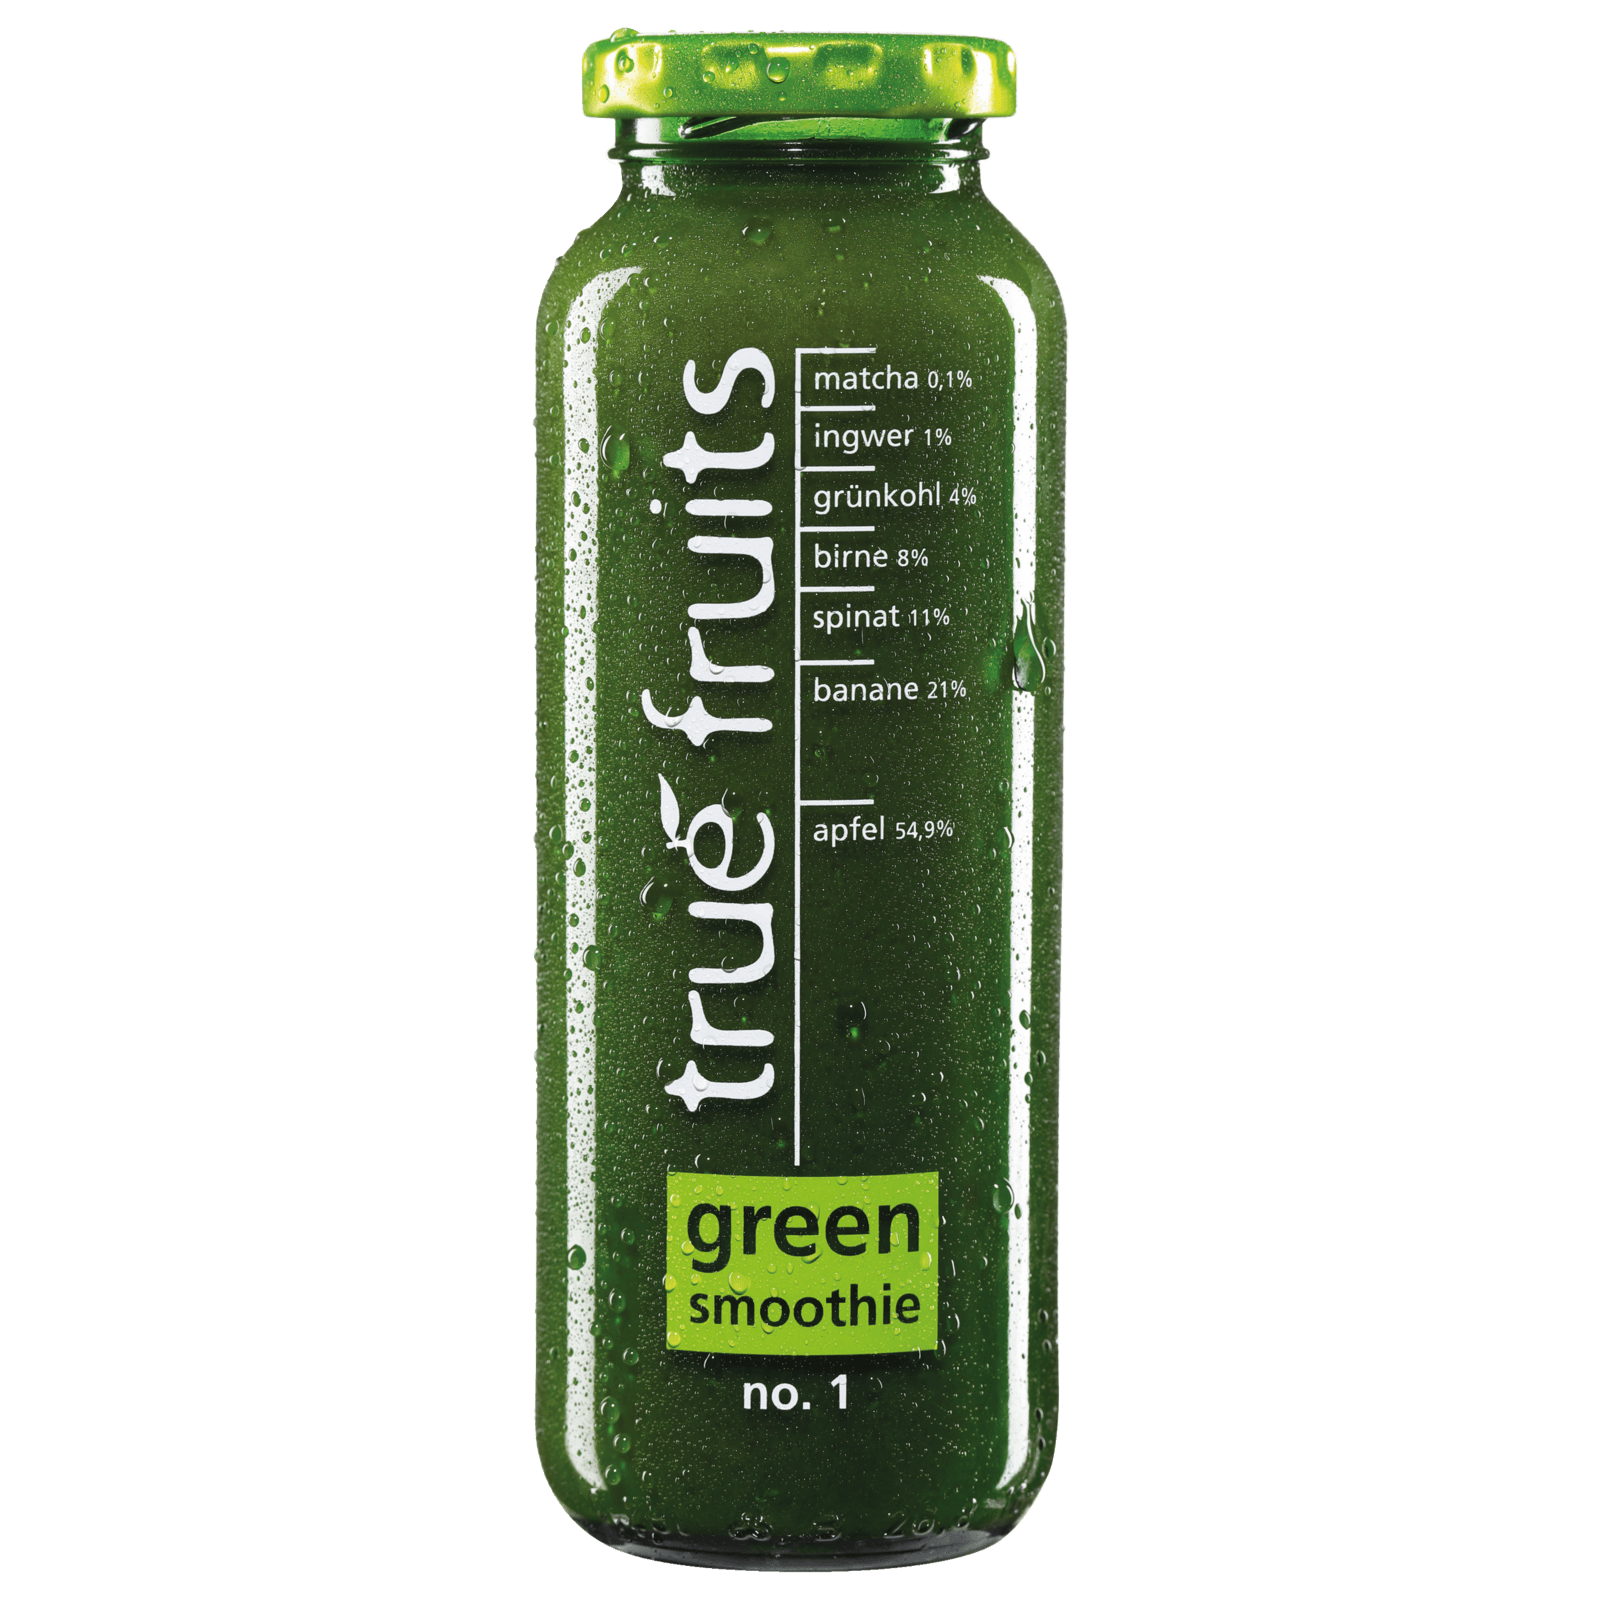 true fruits
matcha 0,1%
ingwer 1%
grünkohl 4%
birne 8%
spinat 11%
banane 21%
apfel 54,9%
green
smoothie
no. 1